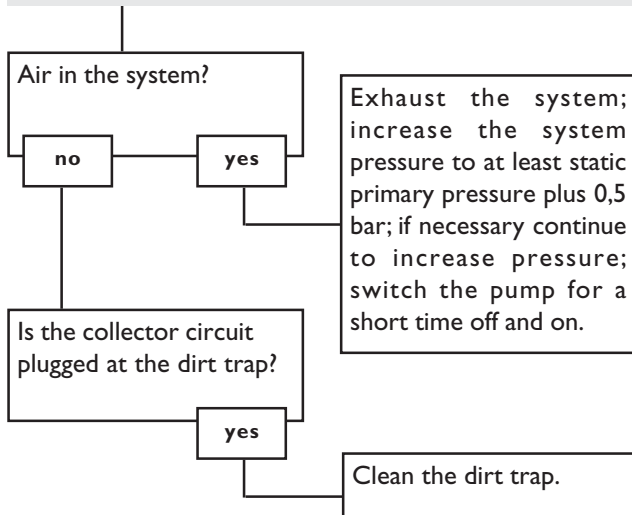 Air in the system?
no
yes
Exhaust the system;
increase the system
pressure to at least static
primary pressure plus 0,5
bar; if necessary continue
to increase pressure;
switch the pump for a
short time off and on.
Is the collector circuit
plugged at the dirt trap?
yes
Clean the dirt trap.